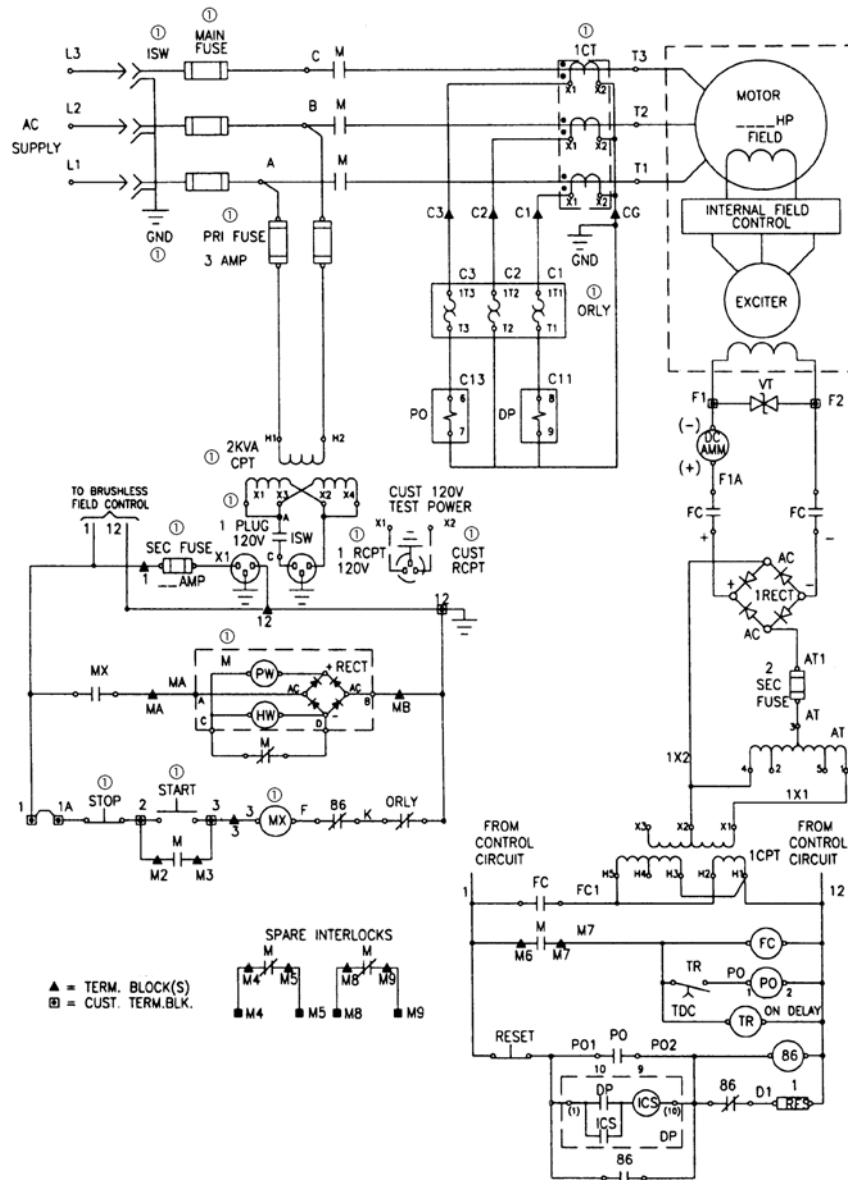 ①
ISW
①
MAIN
FUSE
L3
C
M
①
1CT
T3
X1
X2
L2
B
M
T2
X1
X2
AC
SUPPLY
L1
A
M
T1
X1
X2
MOTOR
____HP
FIELD
INTERNAL FIELD
CONTROL
EXCITER
GND
①
①
PRI FUSE
3 AMP
C3
C2
C1
CG
GND
C3
C2
C1
①
ORLY
1T3
1T2
1T1
T3
T2
T1
C13
C11
PO
6
7
DP
8
9
VT
F1
F2
(-)
DC
AMM
(+)
F1A
FC
FC
+
-
AC
+
1RECT
-
AC
AT1
2
SEC
FUSE
3
AT
AT
4
2
5
1
1X2
1X1
H1
H2
①
2KVA
CPT
X1
X3
X2
X4
A
TO BRUSHLESS
FIELD CONTROL
1
12
①
1 PLUG
120V
ISW
C
CUST 120V
TEST POWER
X1
X2
①
1 RCPT
120V
①
CUST
RCPT
①
SEC FUSE
__AMP
X1
1
12
12
①
MX
MA
MA
M
PW
+ RECT
AC
AC
A
B
HW
-
C
D
M
MB
1
1A
①
STOP
2
①
START
3
3
3
①
MX
F
86
K
ORLY
M
M2
M3
X3
X2
X1
FROM
CONTROL
CIRCUIT
1
FROM
CONTROL
CIRCUIT
12
1CPT
H5
H4
H3
H2
H1
FC
FC1
M
M6
M7
M7
FC
TR
TDC
PO
1
PO
2
TR
ON DELAY
SPARE INTERLOCKS
M
M4
M5
M4
M5
M
M8
M9
M8
M9
▲ = TERM. BLOCK(S)
⊡ = CUST. TERM.BLK.
RESET
PO1
PO
PO2
10
9
86
DP
ICS
(1)
(10)
ICS
DP
86
D1
1
RES
86